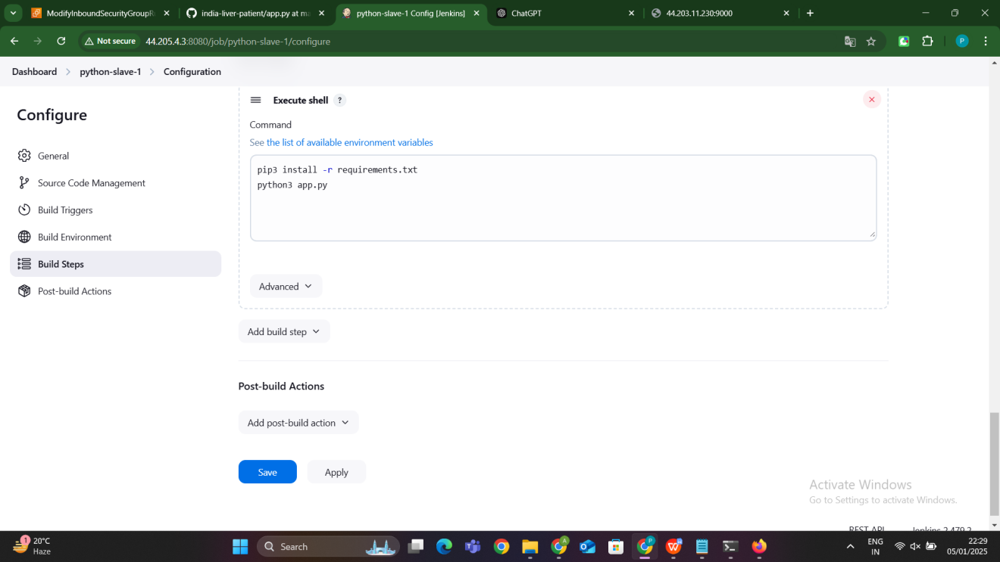 ModifyInboundSecurityGroupR
india-liver-patient/app.py at ma
python-slave-1 Config [Jenkins]
ChatGPT
44.203.11.230:9000
Not secure
44.205.4.3:8080/job/python-slave-1/configure
P
Dashboard
python-slave-1
Configuration
Configure
General
Source Code Management
Build Triggers
Build Environment
Build Steps
Post-build Actions
Execute shell ?
Command
See the list of available environment variables
pip3 install -r requirements.txt
python3 app.py
Advanced
Add build step
Post-build Actions
Add post-build action
Save
Apply
Activate Windows
Go to Settings to activate Windows.
REST API
Jenkins 2.479.2
1
20°C
Haze
Search
A
P
ENG
IN
22:29
05/01/2025